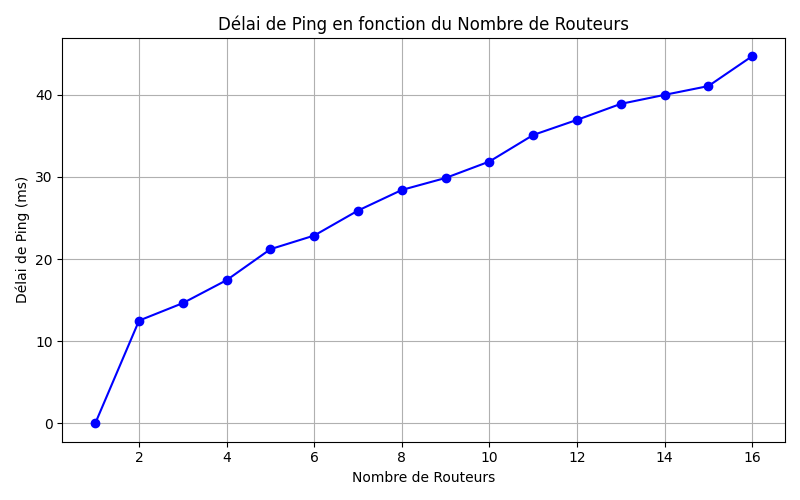 Délai de Ping en fonction du Nombre de Routeurs
Délai de Ping (ms)
40
30
20
10
0
2 4 6 8 10 12 14 16
Nombre de Routeurs